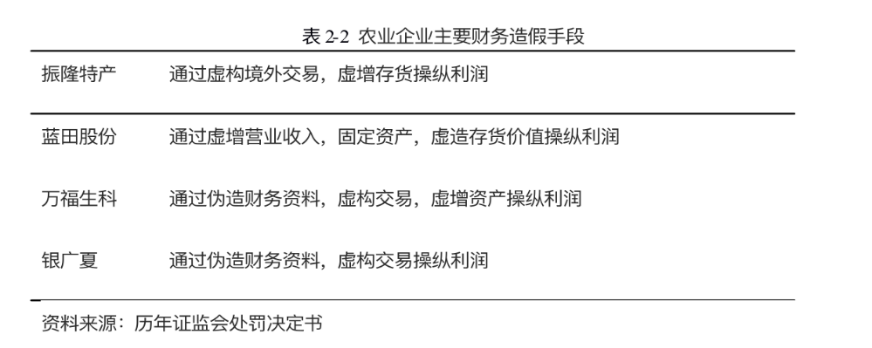 表 2-2 农业企业主要财务造假手段
振隆特产 通过虚构境外交易，虚增存货操纵利润
蓝田股份 通过虚增营业收入，固定资产，虚造存货价值操纵利润
万福生科 通过伪造财务资料，虚构交易，虚增资产操纵利润
银广夏 通过伪造财务资料，虚构交易操纵利润
资料来源：历年证监会处罚决定书